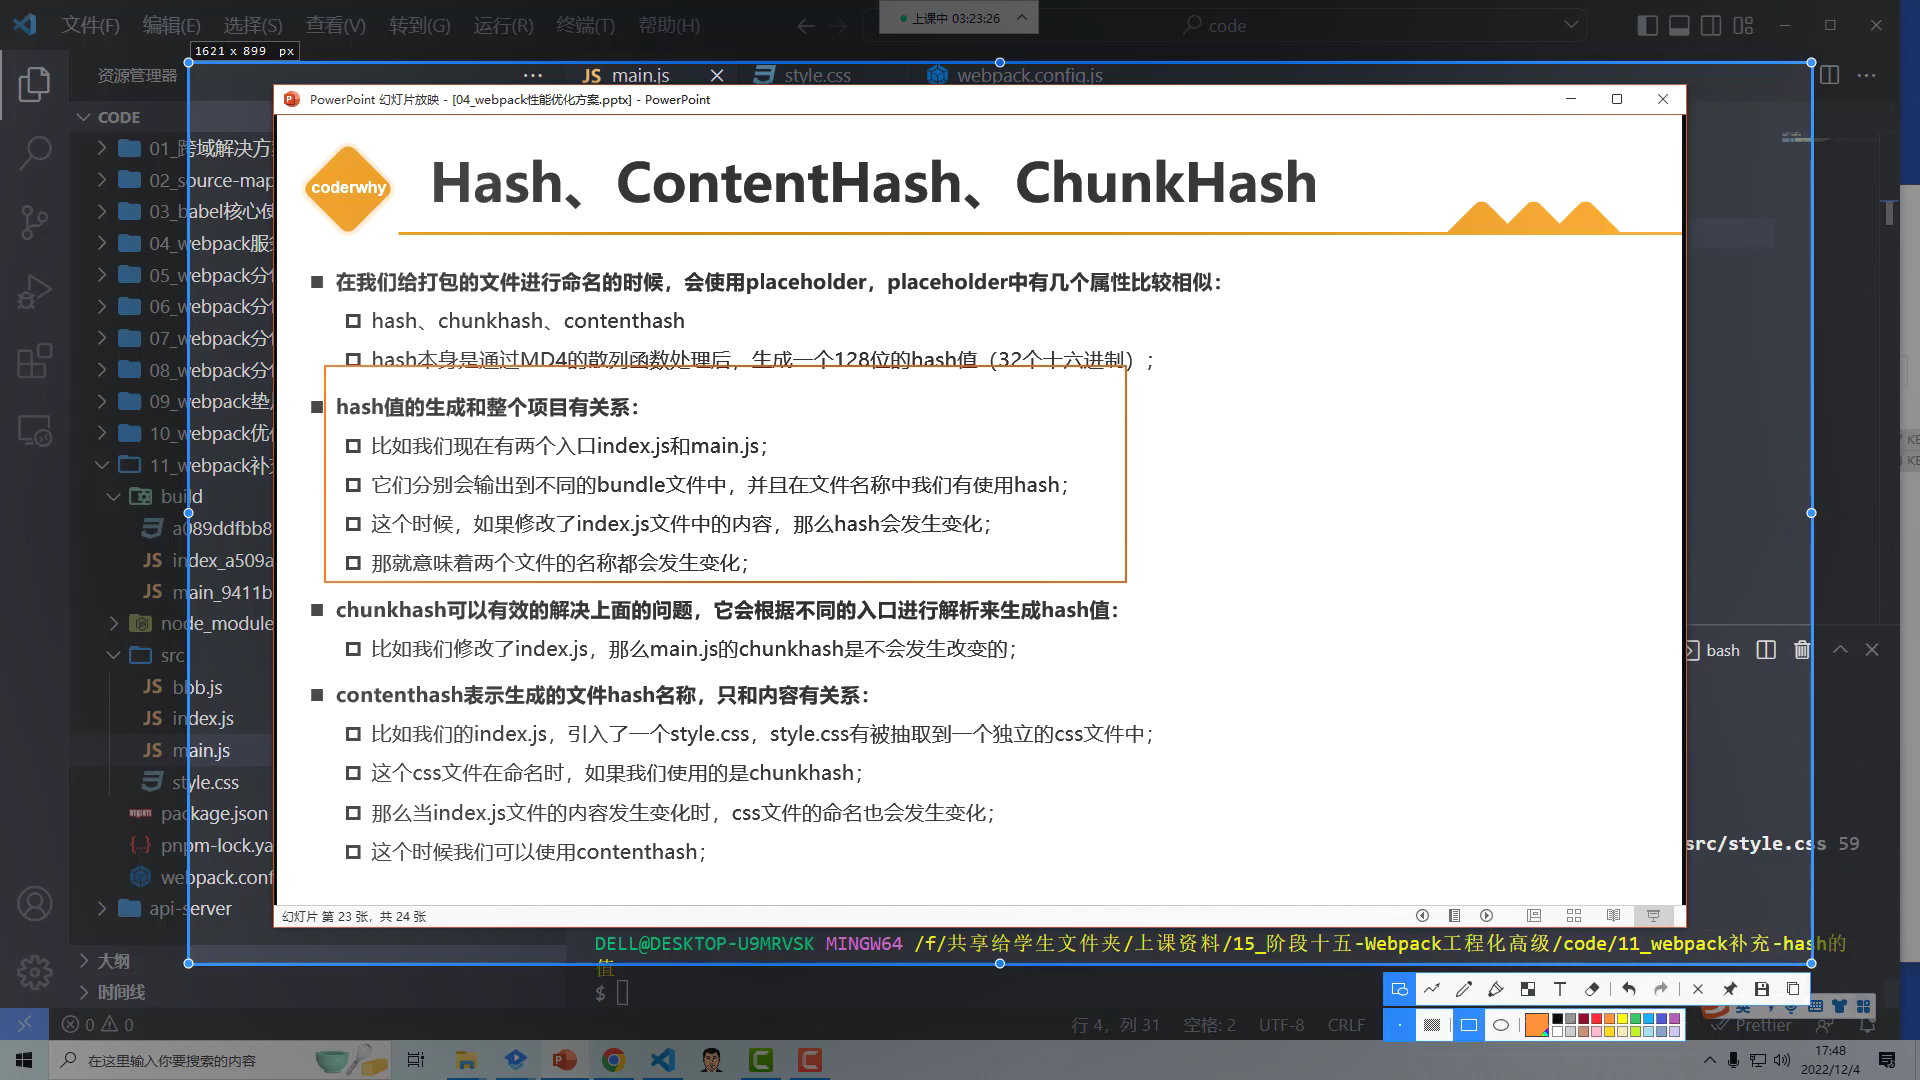 文件(F) 编辑(E) 选择(S) 查看(V) 转到(G) 运行(R) 终端(T) 帮助(H)
上课中 03:23:26
code
1621 x 899 px
资源管理器
main.js
style.css
webpack.config.js
CODE
01_跨域解决方案
02_source-map
03_babel核心使
04_webpack服务
05_webpack分
06_webpack分
07_webpack分
08_webpack分
09_webpack垫
10_webpack优
11_webpack补
build
a089ddfbb8
JS index_a509a
JS main_9411b
node_module
src
JS bbb.js
JS index.js
JS main.js
style.css
package.json
pnpm-lock.ya
webpack.conf
api-server
大纲
时间线
PowerPoint 幻灯片放映 - [04_webpack性能优化方案.pptx] - PowerPoint
coderwhy
Hash、ContentHash、ChunkHash
在我们给打包的文件进行命名的时候，会使用placeholder，placeholder中有几个属性比较相似：
hash、chunkhash、contenthash
hash本身是通过MD4的散列函数处理后，生成一个128位的hash值（32个十六进制）；
hash值的生成和整个项目有关系：
比如我们现在有两个入口index.js和main.js；
它们分别会输出到不同的bundle文件中，并且在文件名称中我们有使用hash；
这个时候，如果修改了index.js文件中的内容，那么hash会发生变化；
那就意味着两个文件的名称都会发生变化；
chunkhash可以有效的解决上面的问题，它会根据不同的入口进行解析来生成hash值：
比如我们修改了index.js，那么main.js的chunkhash是不会发生改变的；
contenthash表示生成的文件hash名称，只和内容有关系：
比如我们的index.js，引入了一个style.css，style.css有被抽取到一个独立的css文件中；
这个css文件在命名时，如果我们使用的是chunkhash；
那么当index.js文件的内容发生变化时，css文件的命名也会发生变化；
这个时候我们可以使用contenthash；
幻灯片 第 23 张，共 24 张
bash
src/style.css 59
DELL@DESKTOP-U9MRVSK MINGW64 /f/共享给学生文件夹/上课资料/15_阶段十五-Webpack工程化高级/code/11_webpack补充-hash的
值
$
0 0
行 4，列 31 空格: 2 UTF-8 CRLF
Prettier
在这里输入你要搜索的内容
17:48
2022/12/4